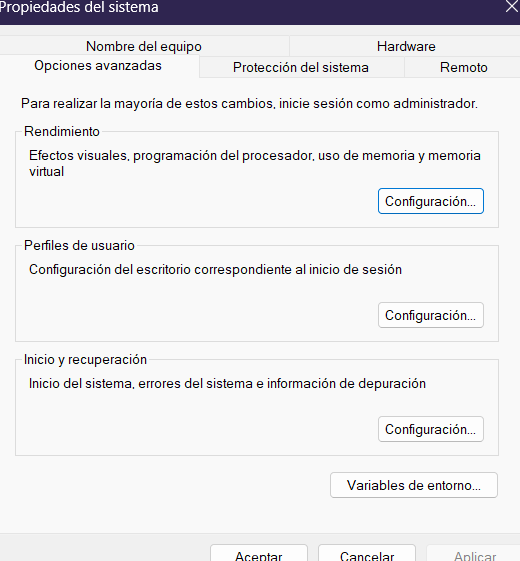 Propiedades del sistema
Nombre del equipo
Hardware
Opciones avanzadas
Protección del sistema
Remoto
Para realizar la mayoría de estos cambios, inicie sesión como administrador.
Rendimiento
Efectos visuales, programación del procesador, uso de memoria y memoria
virtual
Configuración...
Perfiles de usuario
Configuración del escritorio correspondiente al inicio de sesión
Configuración...
Inicio y recuperación
Inicio del sistema, errores del sistema e información de depuración
Configuración...
Variables de entorno...
Aceptar
Cancelar
Aplicar